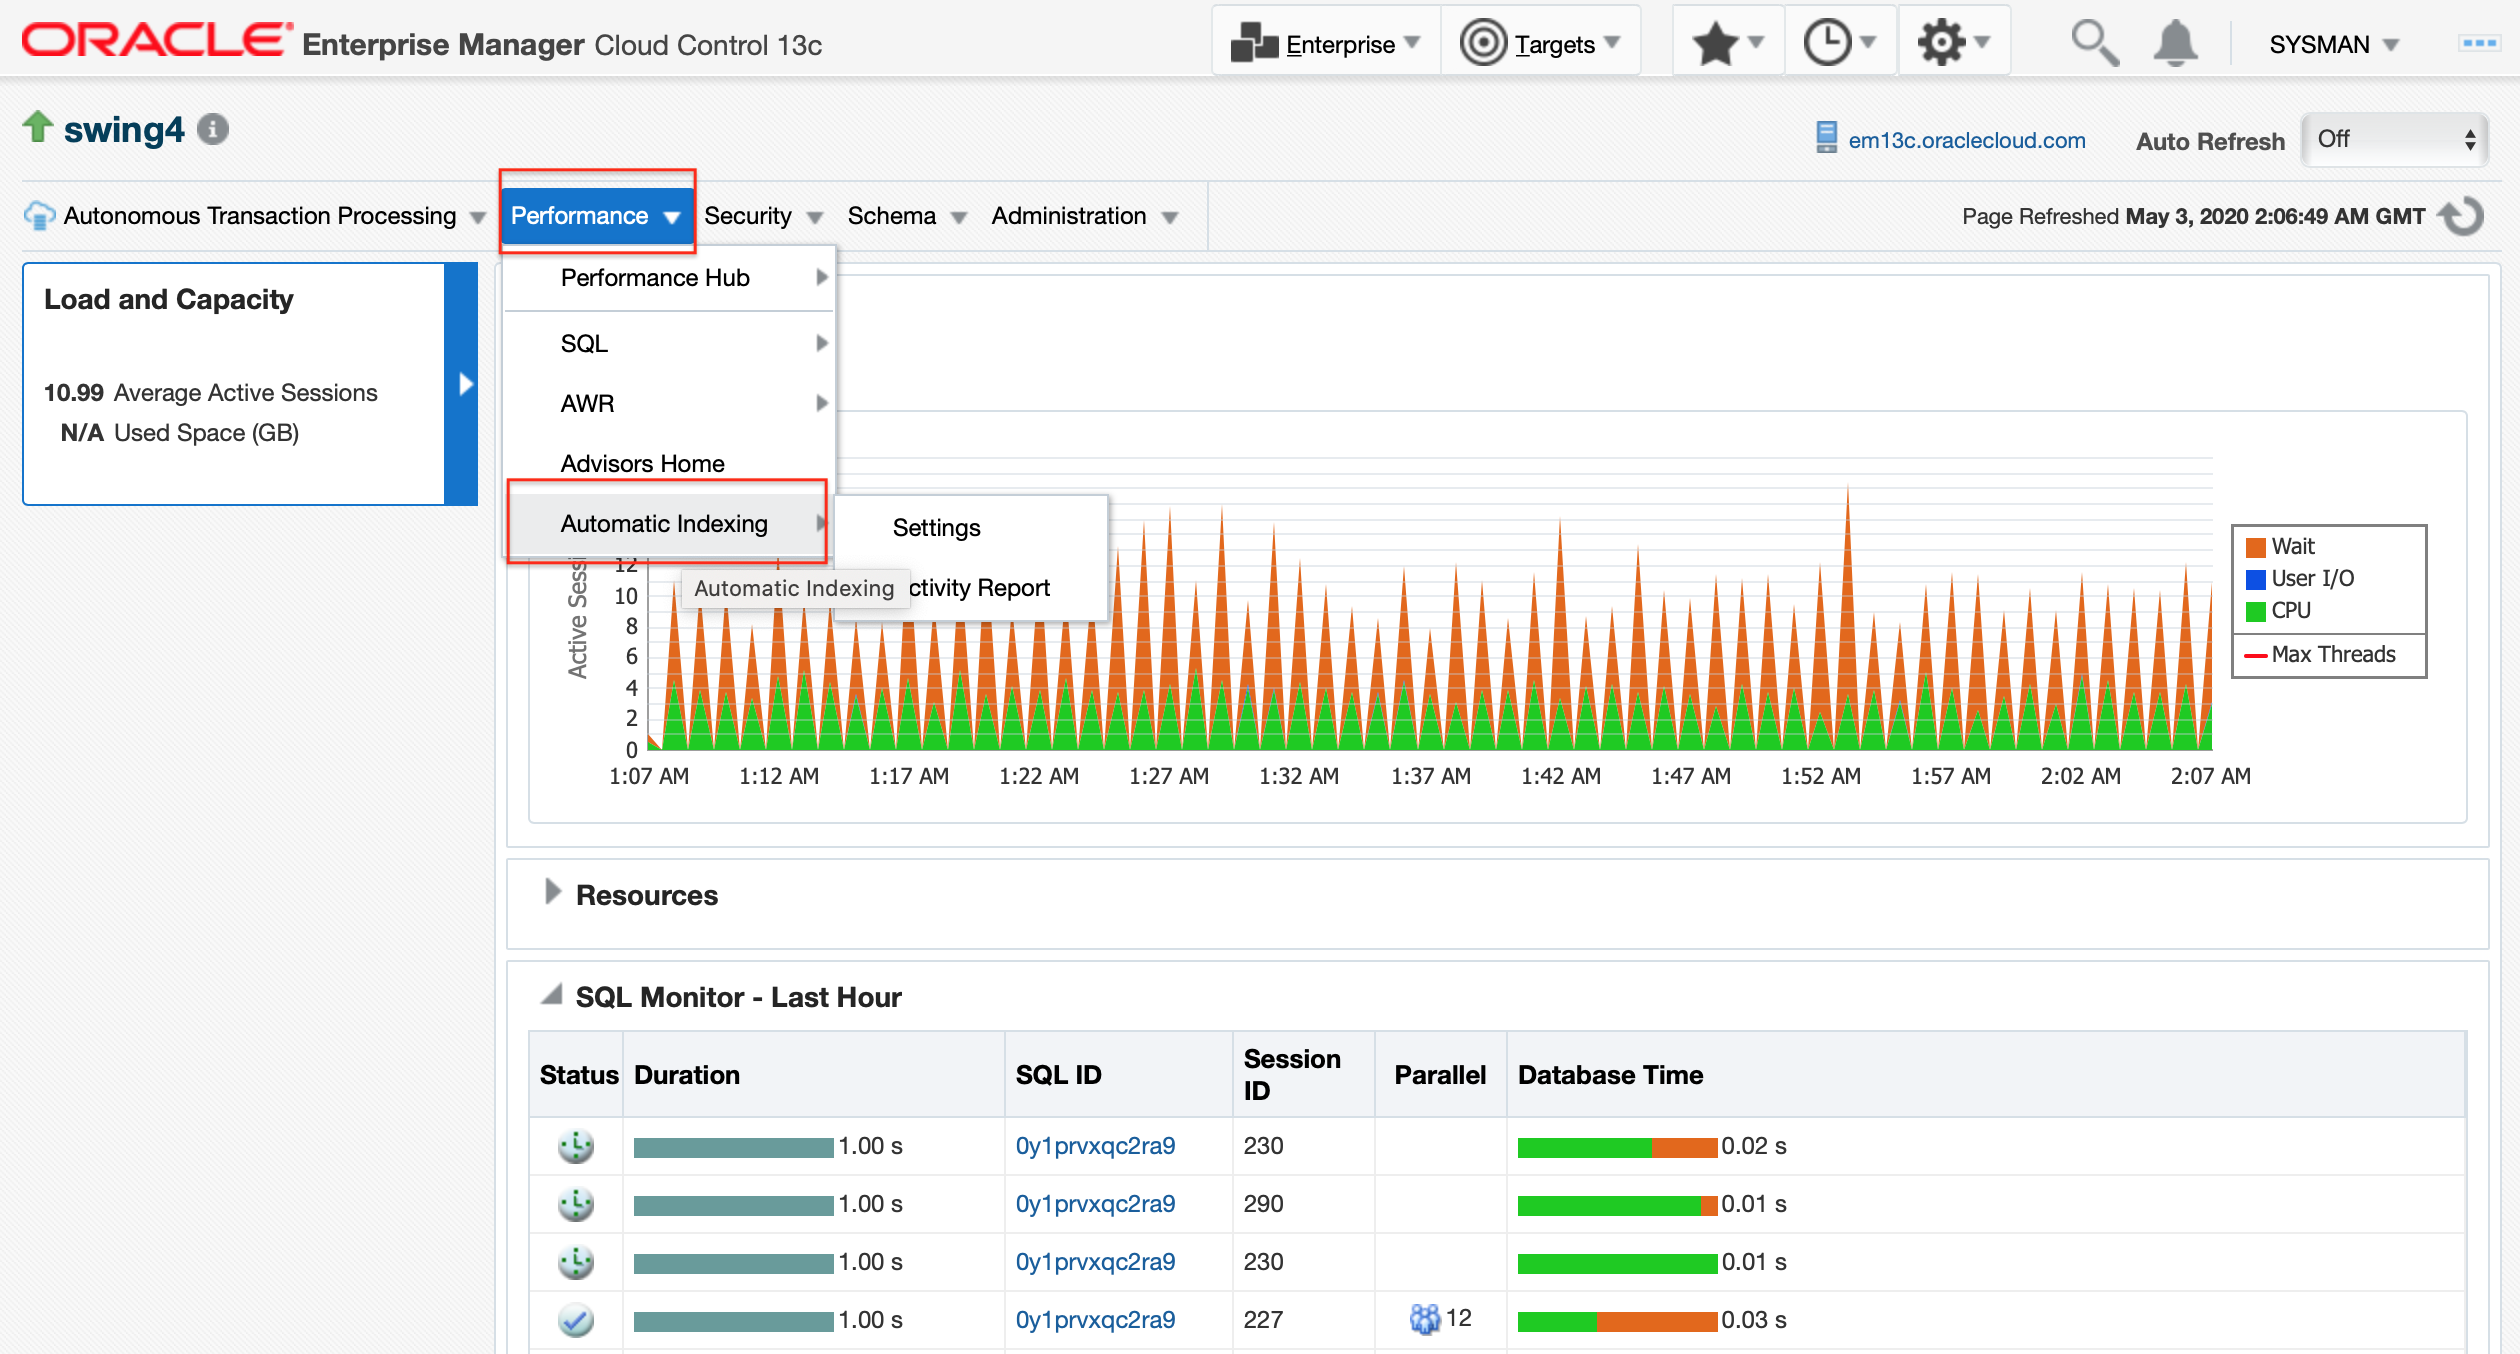 ORACLE Enterprise Manager Cloud Control 13c
Enterprise
Targets
SYSMAN
swing4
em13c.oraclecloud.com
Auto Refresh
Off
Autonomous Transaction Processing
Performance
Security
Schema
Administration
Page Refreshed May 3, 2020 2:06:49 AM GMT
Load and Capacity
10.99 Average Active Sessions
N/A Used Space (GB)
Performance Hub
SQL
AWR
Advisors Home
Automatic Indexing
Settings
ctivity Report
Automatic Indexing
Active Sess
12
10
8
6
4
2
0
1:07 AM 1:12 AM 1:17 AM 1:22 AM 1:27 AM 1:32 AM 1:37 AM 1:42 AM 1:47 AM 1:52 AM 1:57 AM 2:02 AM 2:07 AM
Wait
User I/O
CPU
Max Threads
Resources
SQL Monitor - Last Hour
Status Duration SQL ID Session ID Parallel Database Time
1.00 s 0y1prvxqc2ra9 230 0.02 s
1.00 s 0y1prvxqc2ra9 290 0.01 s
1.00 s 0y1prvxqc2ra9 230 0.01 s
1.00 s 0y1prvxqc2ra9 227 12 0.03 s